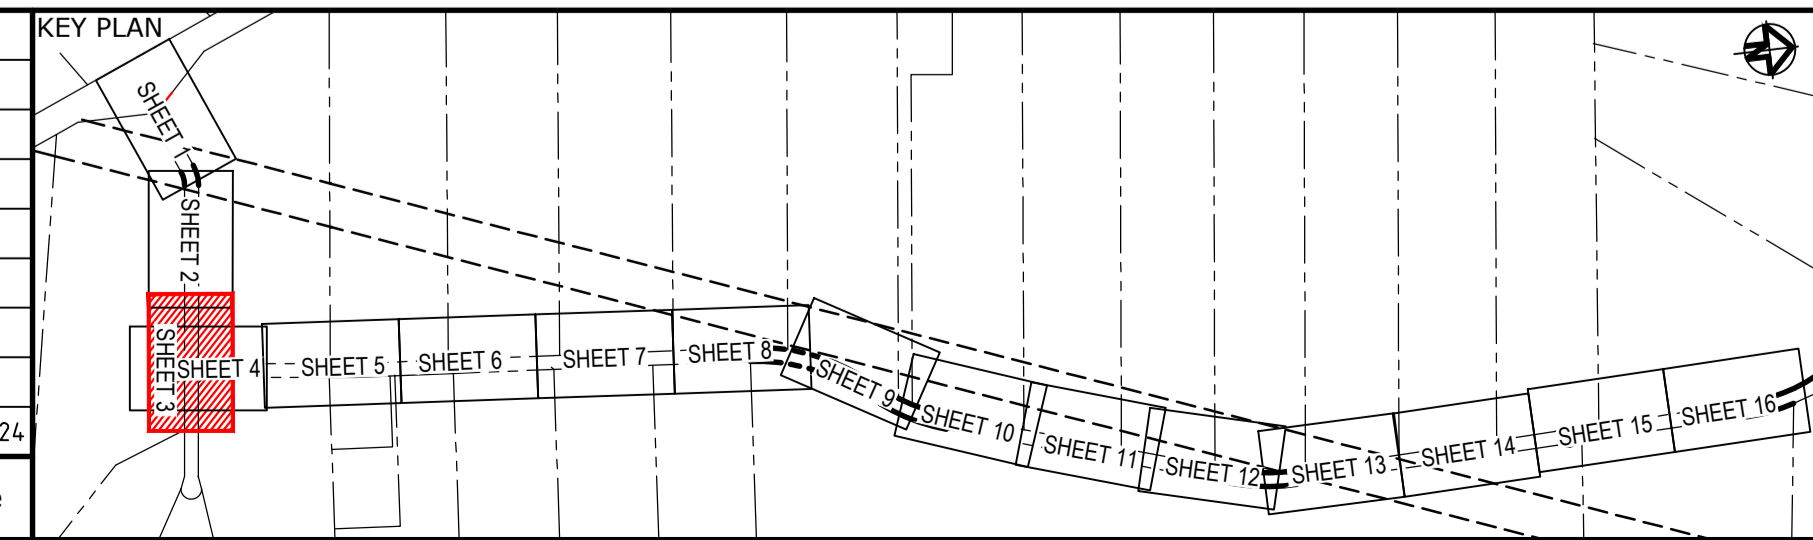 KEY PLAN
SHEET 1
SHEET 2
SHEET 3
SHEET 4
SHEET 5
SHEET 6
SHEET 7
SHEET 8
SHEET 9
SHEET 10
SHEET 11
SHEET 12
SHEET 13
SHEET 14
SHEET 15
SHEET 16
N
24